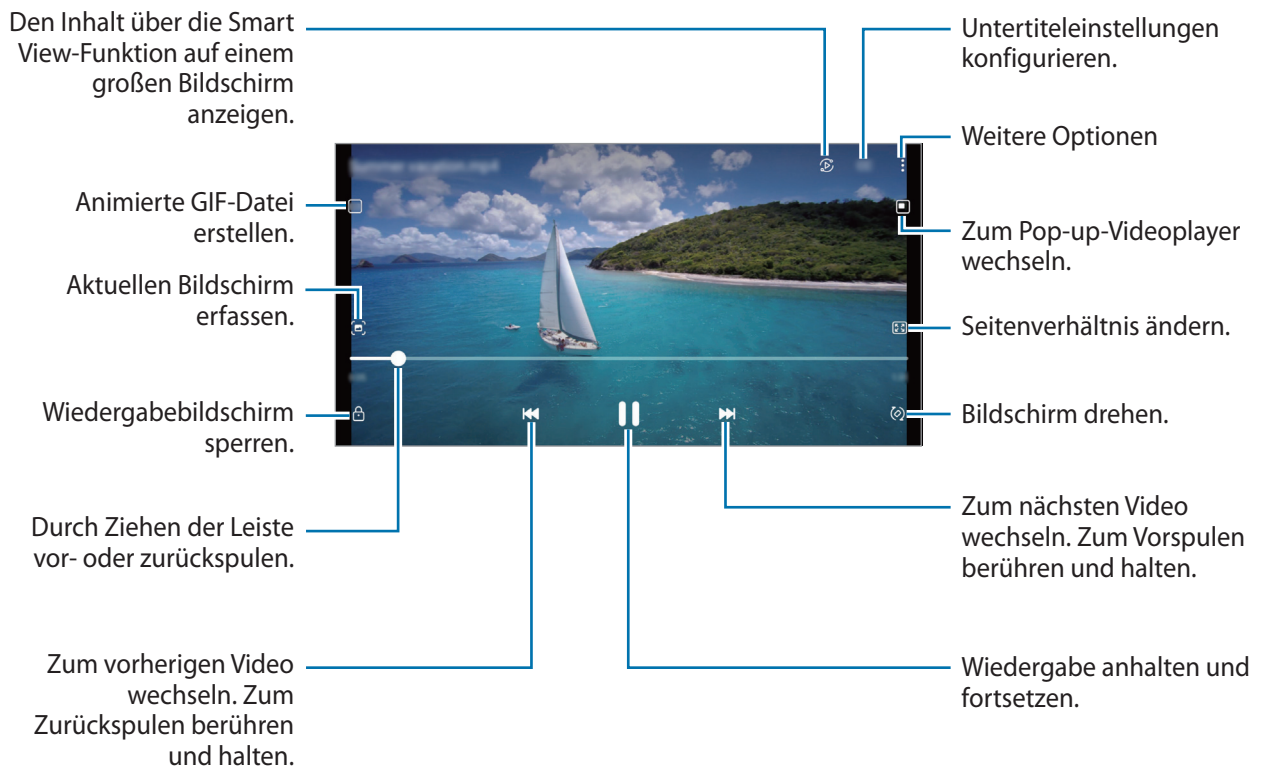 Den Inhalt über die Smart
View-Funktion auf einem
großen Bildschirm
anzeigen.
Animierte GIF-Datei
erstellen.
Aktuellen Bildschirm
erfassen.
Wiedergabebildschirm
sperren.
Durch Ziehen der Leiste
vor- oder zurückspulen.
Zum vorherigen Video
wechseln. Zum
Zurückspulen berühren
und halten.
Untertiteleinstellungen
konfigurieren.
Weitere Optionen
Zum Pop-up-Videoplayer
wechseln.
Seitenverhältnis ändern.
Bildschirm drehen.
Zum nächsten Video
wechseln. Zum Vorspulen
berühren und halten.
Wiedergabe anhalten und
fortsetzen.